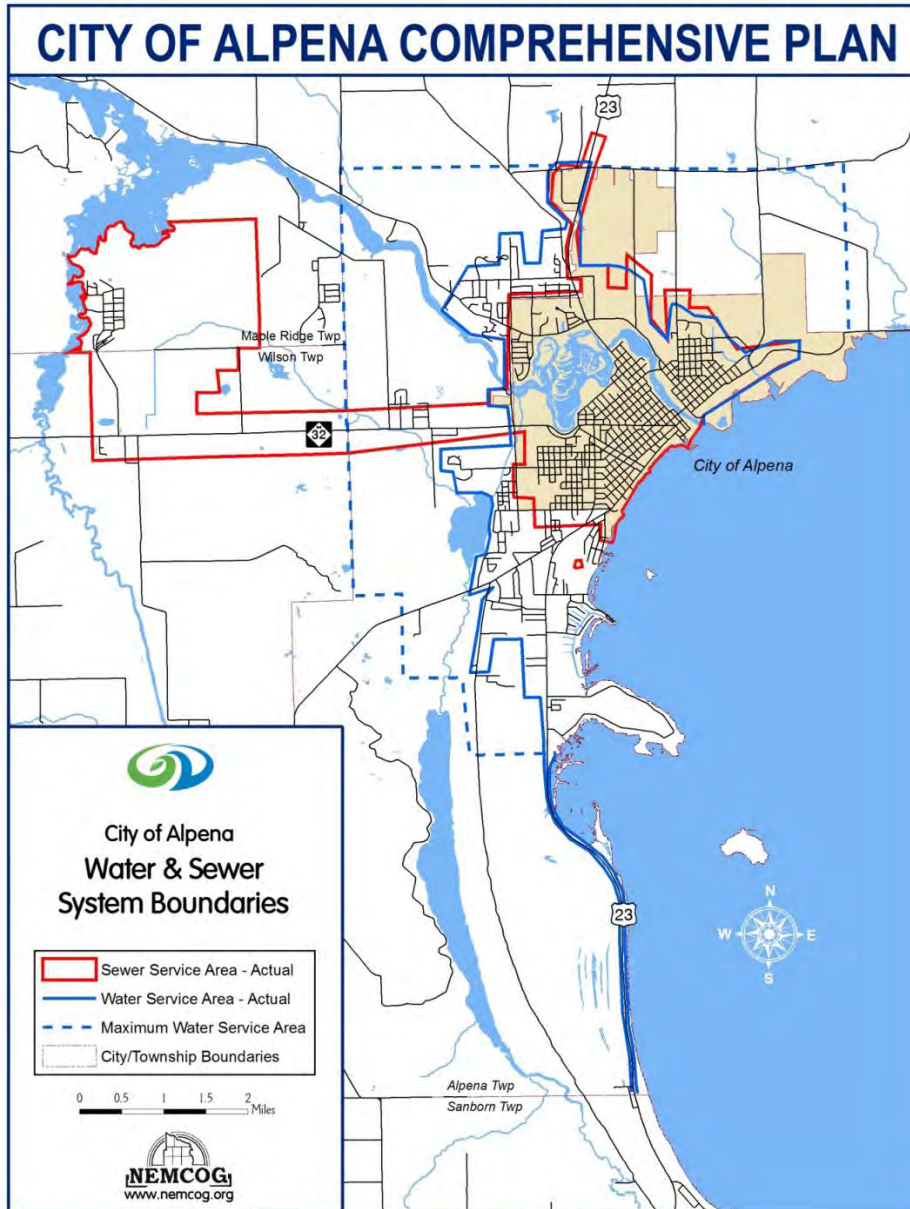 CITY OF ALPENA COMPREHENSIVE PLAN
23
Maple Ridge Twp
Wilson Twp
M
32
City of Alpena
City of Alpena
Water & Sewer
System Boundaries
Sewer Service Area - Actual
Water Service Area - Actual
Maximum Water Service Area
City/Township Boundaries
0 0.5 1 1.5 2
Miles
NEMCOG
www.nemcog.org
23
N
W E
S
Alpena Twp
Sanborn Twp